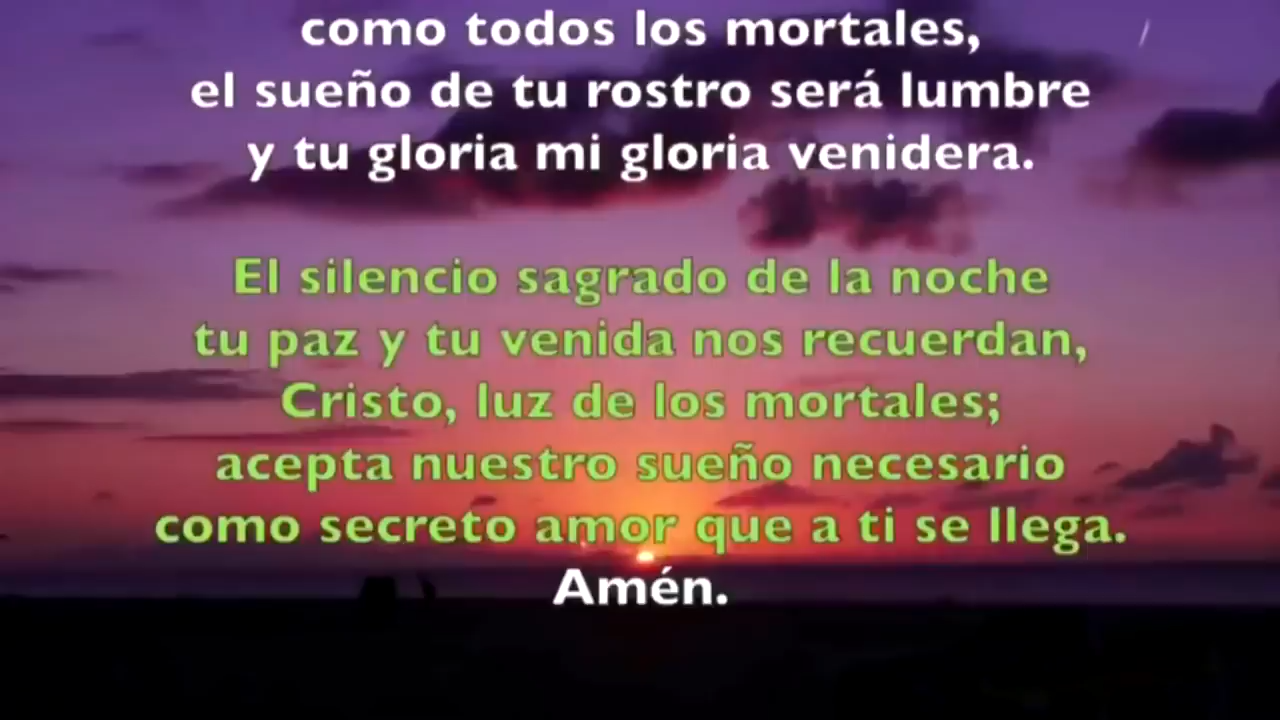 como todos los mortales,
el sueño de tu rostro será lumbre
y tu gloria mi gloria venidera.
El silencio sagrado de la noche
tu paz y tu venida nos recuerdan,
Cristo, luz de los mortales;
acepta nuestro sueño necesario
como secreto amor que a ti se llega.
Amén.